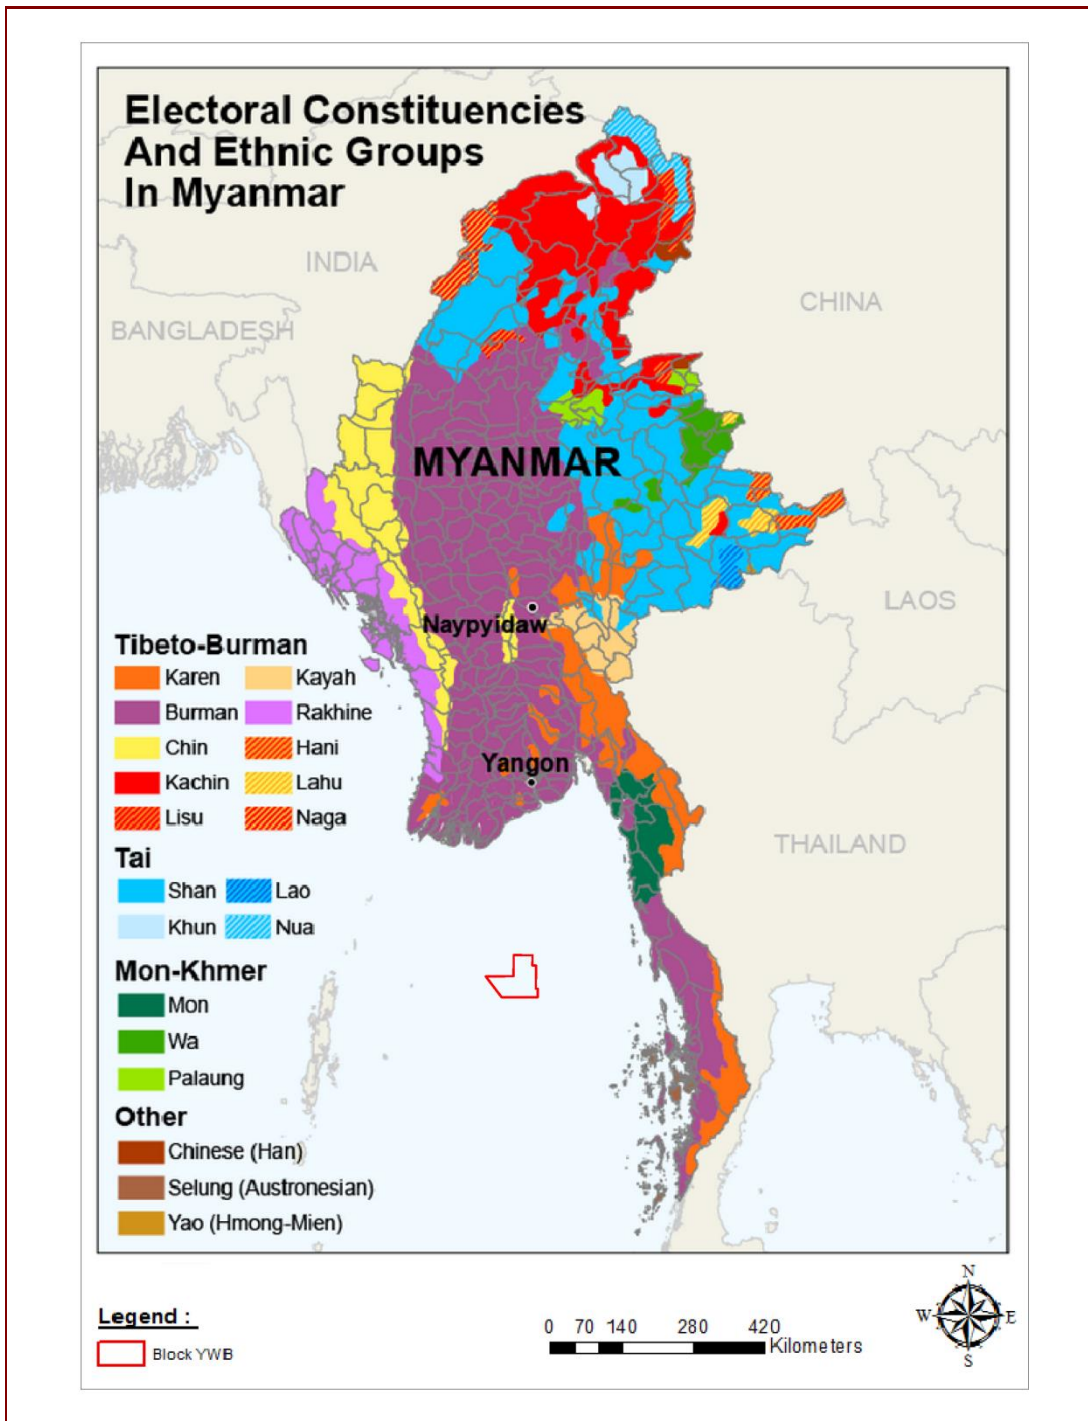 Electoral Constituencies
And Ethnic Groups
In Myanmar
INDIA
CHINA
BANGLADESH
MYANMAR
LAOS
Naypyidaw
Yangon
THAILAND
Tibeto-Burman
Karen Kayah
Burman Rakhine
Chin Hani
Kachin Lahu
Lisu Naga
Tai
Shan Lao
Khun Nua
Mon-Khmer
Mon
Wa
Palaung
Other
Chinese (Han)
Selung (Austronesian)
Yao (Hmong-Mien)
Legend :
Block YWB
0 70 140 280 420
Kilometers
N
W E
S